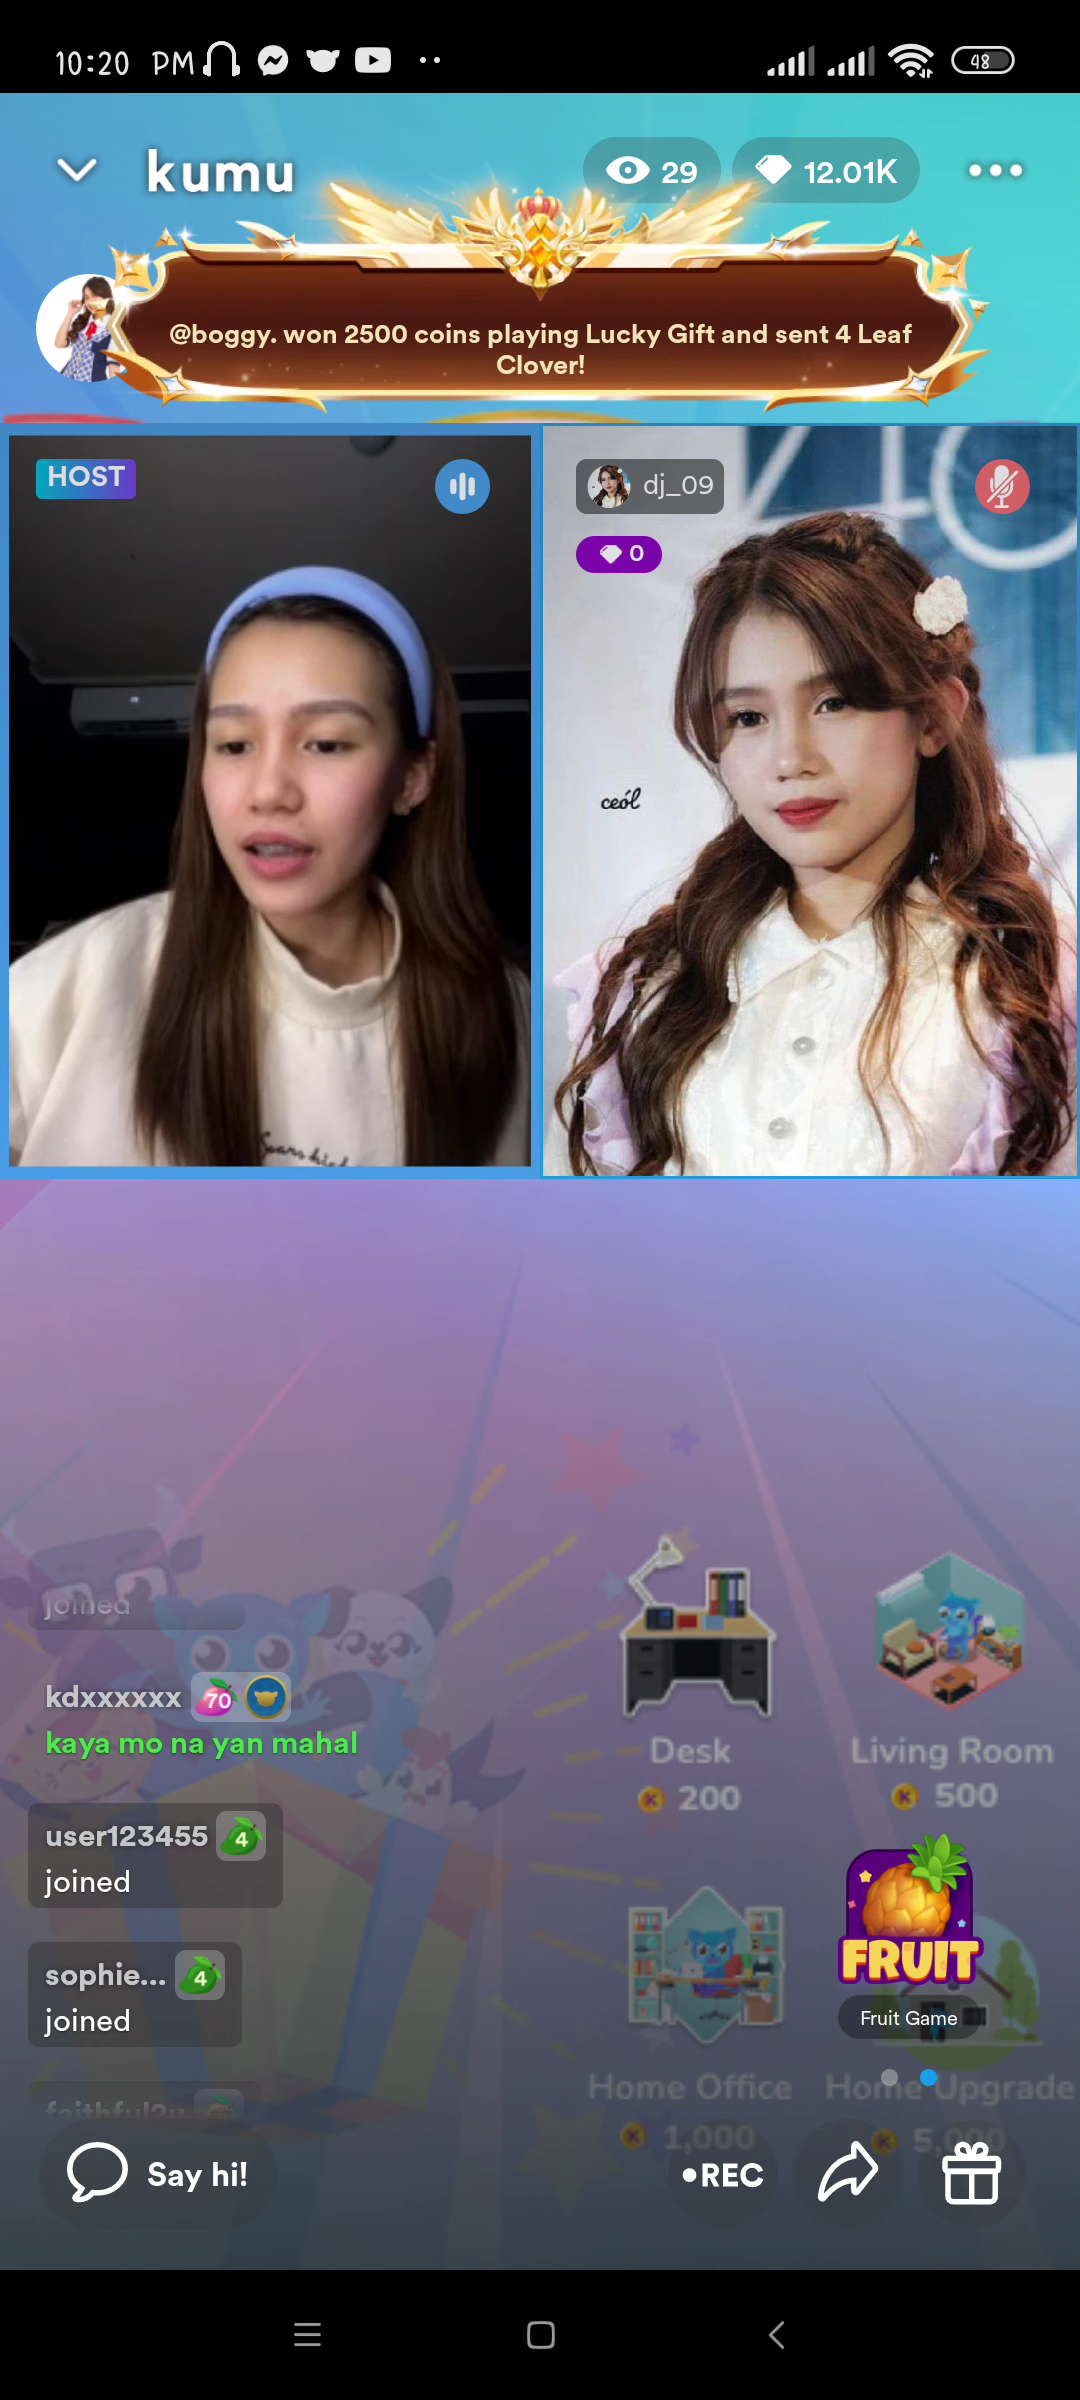 10:20 PM
48
kumu
29
12.01K
@boggy. won 2500 coins playing Lucky Gift and sent 4 Leaf
Clover!
HOST
dj_09
0
ceól
joined
kdxxxxxx 70
kaya mo na yan mahal
user123455 4
joined
sophie... 4
joined
faithful2u
Desk
200
Living Room
500
FRUIT
Fruit Game
Home Office
1,000
Home Upgrade
5,000
Say hi!
REC